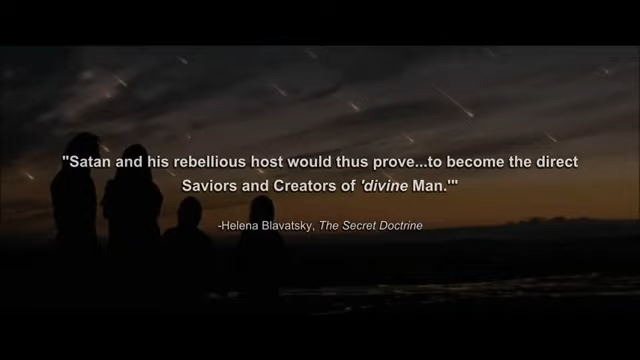 "Satan and his rebellious host would thus prove...to become the direct
Saviors and Creators of 'divine Man.'"
-Helena Blavatsky, The Secret Doctrine